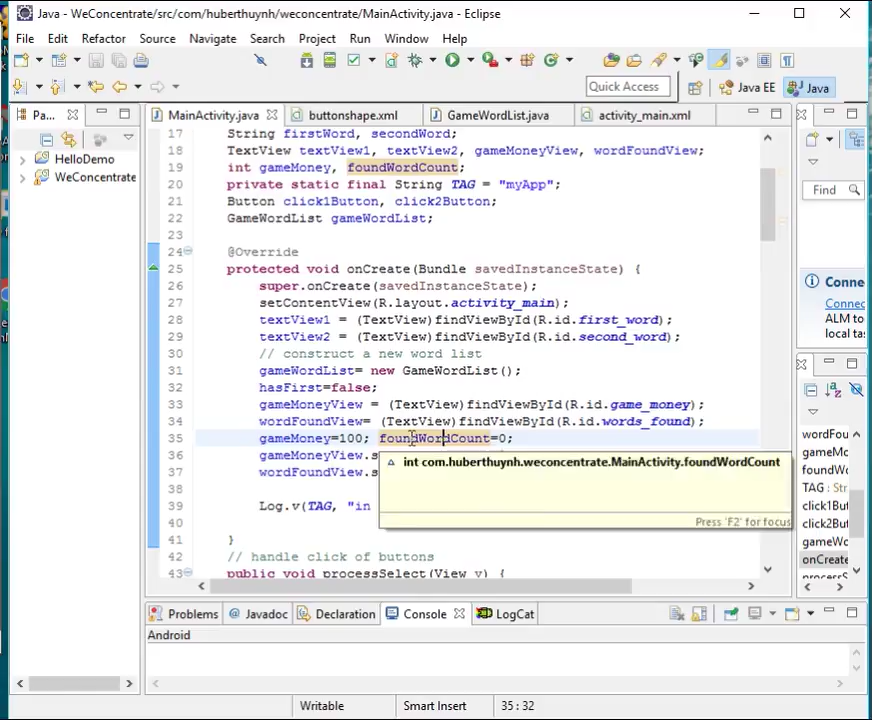 Java - WeConcentrate/src/com/huberthuynh/weconcentrate/MainActivity.java - Eclipse
File Edit Refactor Source Navigate Search Project Run Window Help
Quick Access Java EE Java
Pa... MainActivity.java buttonshape.xml GameWordList.java activity_main.xml
HelloDemo
WeConcentrate
17 String firstWord, secondWord;
18 TextView textView1, textView2, gameMoneyView, wordFoundView;
19 int gameMoney, foundWordCount;
20 private static final String TAG = "myApp";
21 Button click1Button, click2Button;
22 GameWordList gameWordList;
23
24 @Override
25 protected void onCreate(Bundle savedInstanceState) {
26 super.onCreate(savedInstanceState);
27 setContentView(R.layout.activity_main);
28 textView1 = (TextView)findViewById(R.id.first_word);
29 textView2 = (TextView)findViewById(R.id.second_word);
30 // construct a new word list
31 gameWordList= new GameWordList();
32 hasFirst=false;
33 gameMoneyView = (TextView)findViewById(R.id.game_money);
34 wordFoundView= (TextView)findViewById(R.id.words_found);
35 gameMoney=100; foundWordCount=0;
36 gameMoneyView.s
37 wordFoundView.s
38
39 Log.v(TAG, "in
40
41 }
42 // handle click of buttons
43 public void processSelect(View v) {
int com.huberthuynh.weconcentrate.MainActivity.foundWordCount
Press 'F2' for focus
Find
Conne
Connec
ALM to
local ta
wordFou
gameMo
foundW
TAG : Stri
click1But
click2But
gameWo
onCreate
processS
Problems Javadoc Declaration Console LogCat
Android
Writable Smart Insert 35 : 32